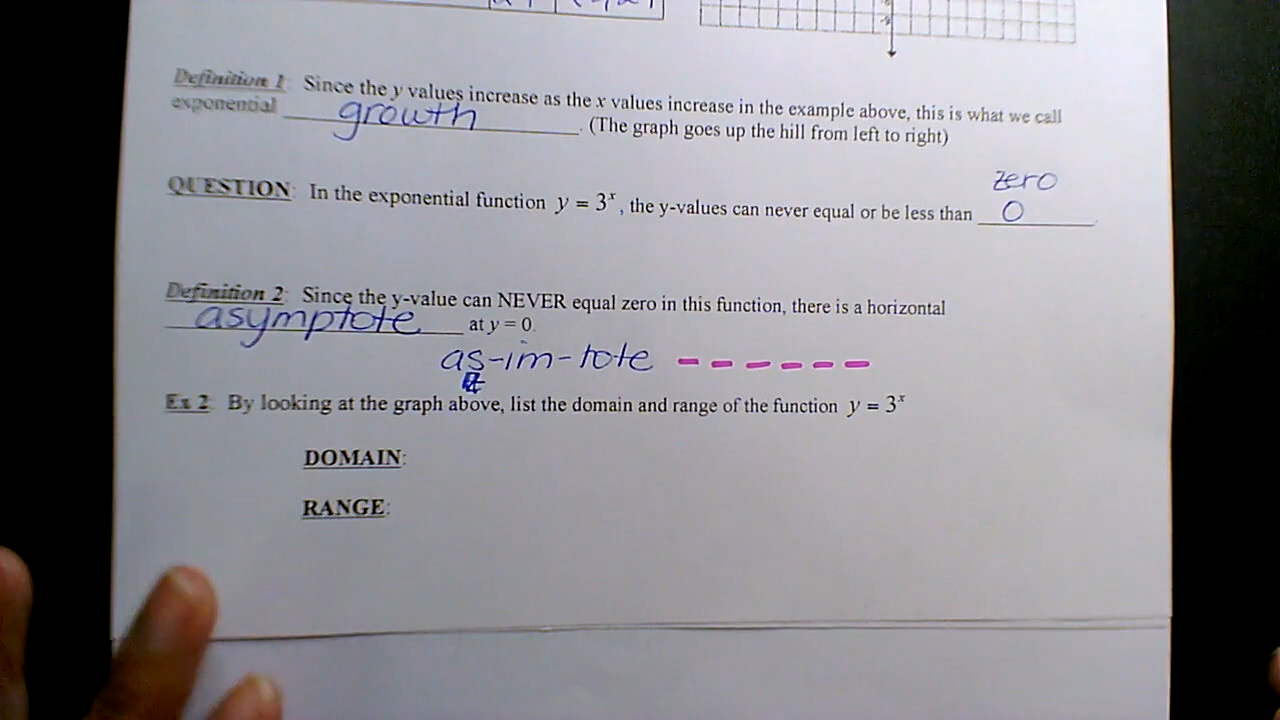 Definition 1: Since the y values increase as the x values increase in the example above, this is what we call
exponential growth. (The graph goes up the hill from left to right)
zero
QUESTION: In the exponential function y = 3ˣ, the y-values can never equal or be less than 0.
Definition 2: Since the y-value can NEVER equal zero in this function, there is a horizontal
asymptote at y = 0.
as-im-tote
Ex 2: By looking at the graph above, list the domain and range of the function y = 3ˣ
DOMAIN:
RANGE: